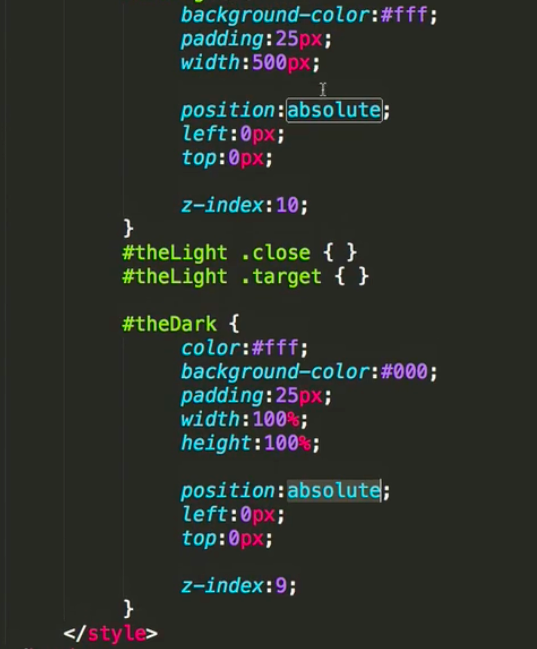 background-color:#fff;
padding:25px;
width:500px;
position:absolute;
left:0px;
top:0px;
z-index:10;
}
#theLight .close { }
#theLight .target { }
#theDark {
color:#fff;
background-color:#000;
padding:25px;
width:100%;
height:100%;
position:absolute;
left:0px;
top:0px;
z-index:9;
}
</style>